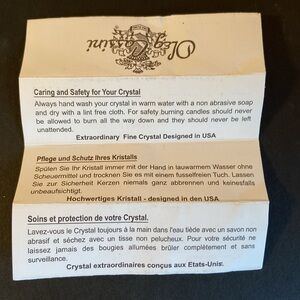 Oleg Cassini
Caring and Safety for Your Crystal
Always hand wash your crystal in warm water with a non abrasive soap
and dry with a lint free cloth. For safety burning candles should never
be allowed to burn all the way down and they should never be left
unattended.
Extraordinary Fine Crystal Designed in USA
Pflege und Schutz Ihres Kristalls
Spülen Sie Ihr Kristall immer mit der Hand in lauwarmem Wasser ohne
Scheuermittel und trocknen Sie es mit einem fusselfreien Tuch. Lassen
Sie zur Sicherheit Kerzen niemals ganz abbrennen und keinesfalls
unbeaufsichtigt.
Hochwertiges Kristall - designed in den USA
Soins et protection de votre Crystal.
Lavez-vous le Crystal toujours à la main dans l'eau tiède avec un savon non
abrasif et séchez avec un tisse non pelucheux. Pour votre sécurité ne
laissez jamais des bougies allumées brûler complètement et sans
surveillance.
Crystal extraordinaires conçus aux Etats-Unis.